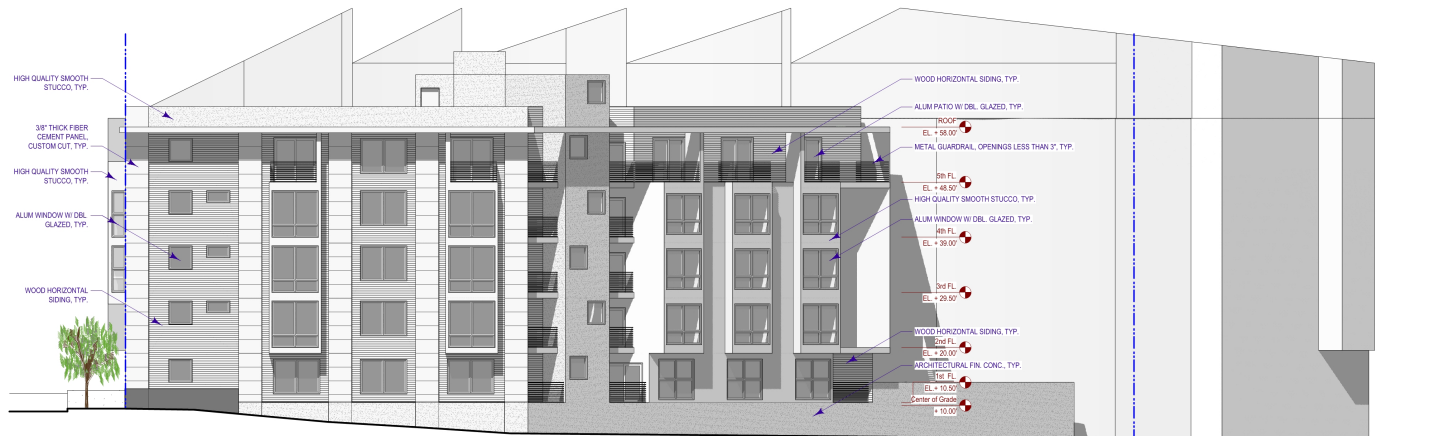 HIGH QUALITY SMOOTH
STUCCO, TYP.
3/8" THICK FIBER
CEMENT PANEL,
CUSTOM CUT, TYP.
HIGH QUALITY SMOOTH
STUCCO, TYP.
ALUM WINDOW W/ DBL
GLAZED, TYP.
WOOD HORIZONTAL
SIDING, TYP.
WOOD HORIZONTAL SIDING, TYP.
ALUM PATIO W/ DBL. GLAZED, TYP.
ROOF
EL. + 58.00'
METAL GUARDRAIL, OPENINGS LESS THAN 3", TYP.
5th FL.
EL. + 48.50'
HIGH QUALITY SMOOTH STUCCO, TYP.
ALUM WINDOW W/ DBL. GLAZED, TYP.
4th FL.
EL. + 39.00'
3rd FL.
EL. + 29.50'
WOOD HORIZONTAL SIDING, TYP.
2nd FL.
EL. + 20.00'
ARCHITECTURAL FIN. CONC., TYP.
1st FL.
EL. + 10.50'
Center of Grade
+ 10.00'